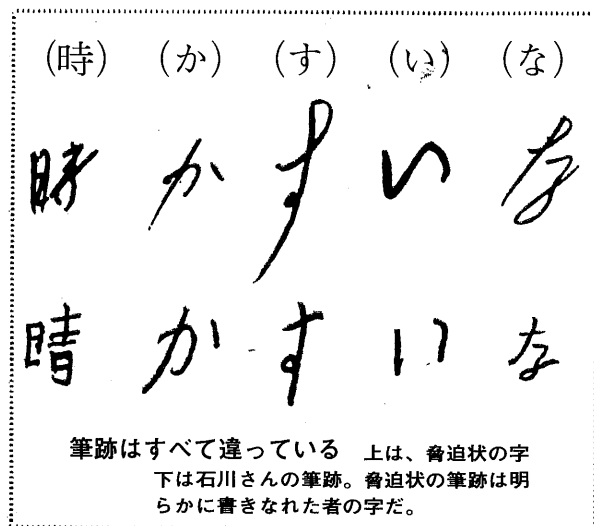 (時) (か) (す) (い) (な)
時 か す い な
晴 か す い な
筆跡はすべて違っている 上は、脅迫状の字
下は石川さんの筆跡。脅迫状の筆跡は明
らかに書きなれた者の字だ。